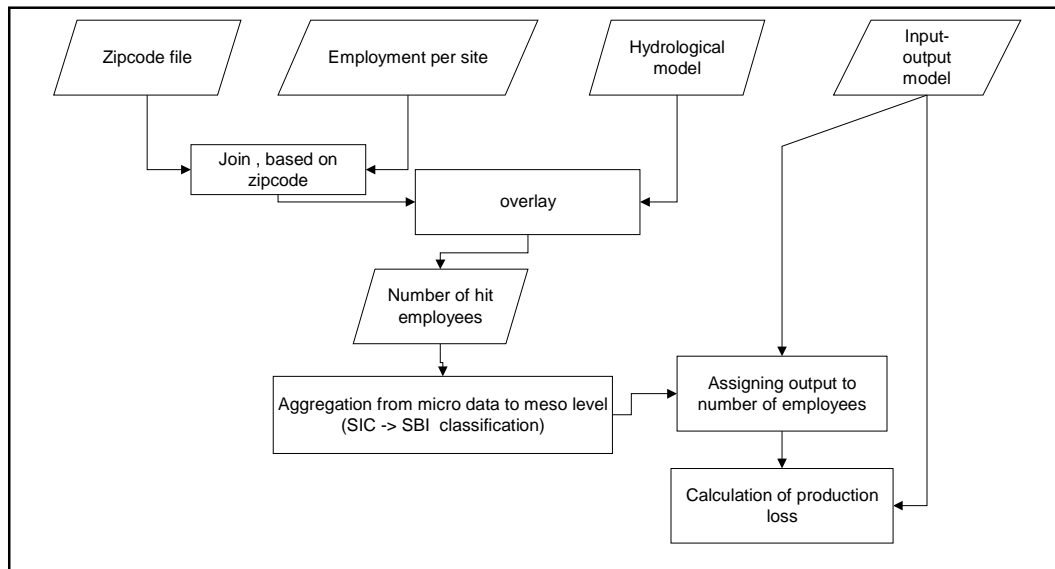 Zipcode file
Employment per site
Hydrological
model
Input-
output
model
Join , based on
zipcode
overlay
Number of hit
employees
Aggregation from micro data to meso level
(SIC -> SBI classification)
Assigning output to
number of employees
Calculation of production
loss